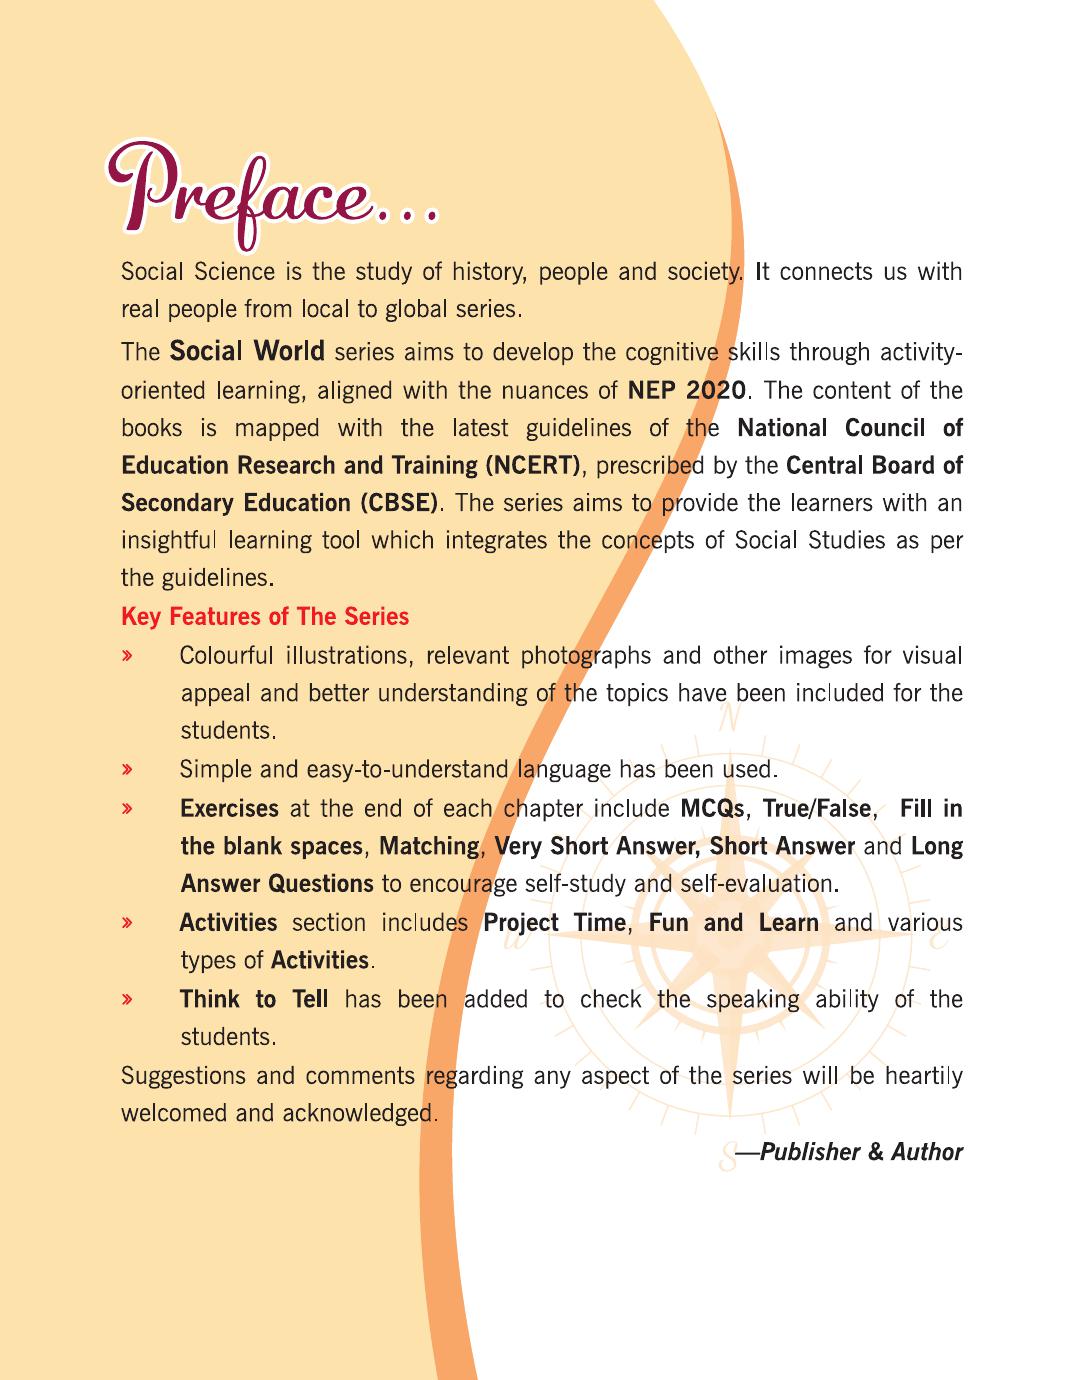 Preface...
Social Science is the study of history, people and society. It connects us with
real people from local to global series.
The Social World series aims to develop the cognitive skills through activity-
oriented learning, aligned with the nuances of NEP 2020. The content of the
books is mapped with the latest guidelines of the National Council of
Education Research and Training (NCERT), prescribed by the Central Board of
Secondary Education (CBSE). The series aims to provide the learners with an
insightful learning tool which integrates the concepts of Social Studies as per
the guidelines.
Key Features of The Series
» Colourful illustrations, relevant photographs and other images for visual
appeal and better understanding of the topics have been included for the
students.
N
» Simple and easy-to-understand language has been used.
» Exercises at the end of each chapter include MCQs, True/False, Fill in
the blank spaces, Matching, Very Short Answer, Short Answer and Long
Answer Questions to encourage self-study and self-evaluation.
» Activities section includes Project Time, Fun and Learn and various
W
E
types of Activities.
» Think to Tell has been added to check the speaking ability of the
students.
Suggestions and comments regarding any aspect of the series will be heartily
welcomed and acknowledged.
S
—Publisher & Author